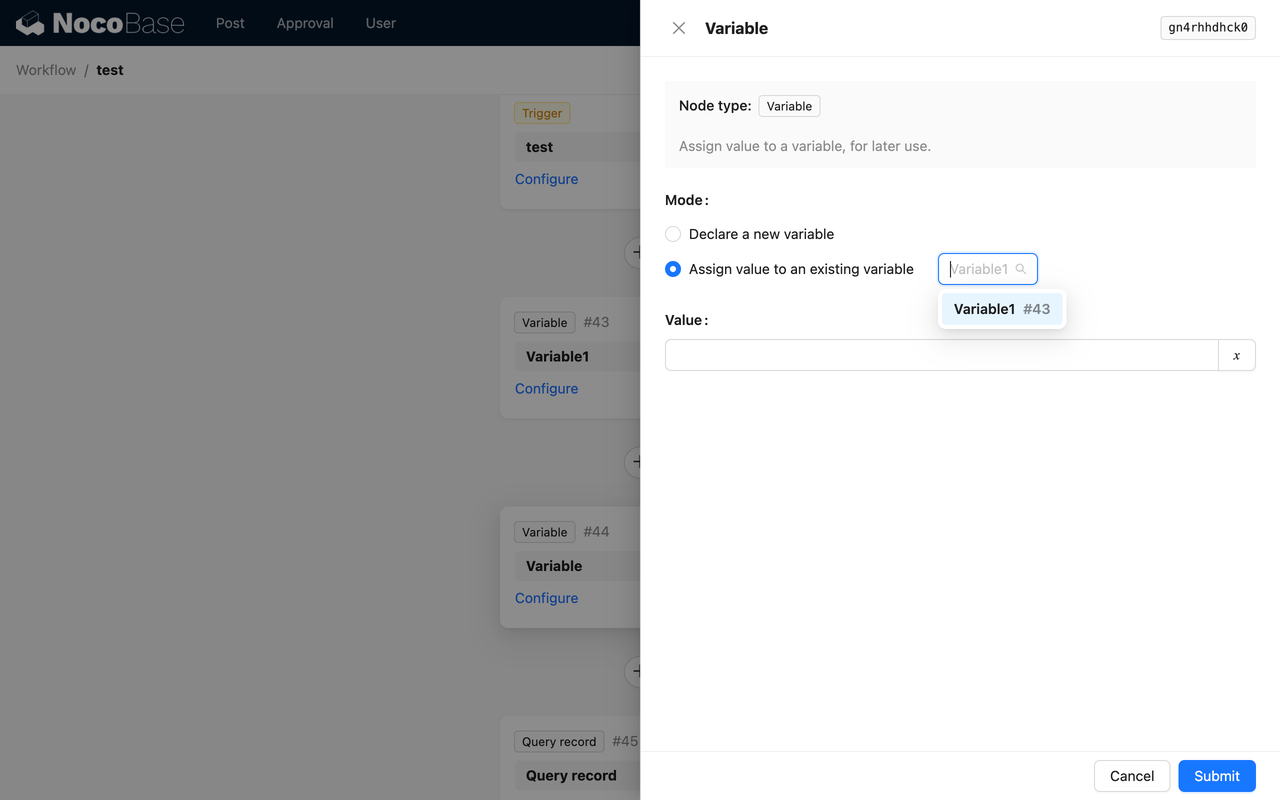 NocoBase Post Approval User
Workflow / test
Trigger
test
Configure
Variable #43
Variable1
Configure
Variable #44
Variable
Configure
Query record #45
Query record
Variable gn4rhhdhck0
Node type: Variable
Assign value to a variable, for later use.
Mode:
Declare a new variable
Assign value to an existing variable Variable1
Variable1 #43
Value:
x
Cancel Submit